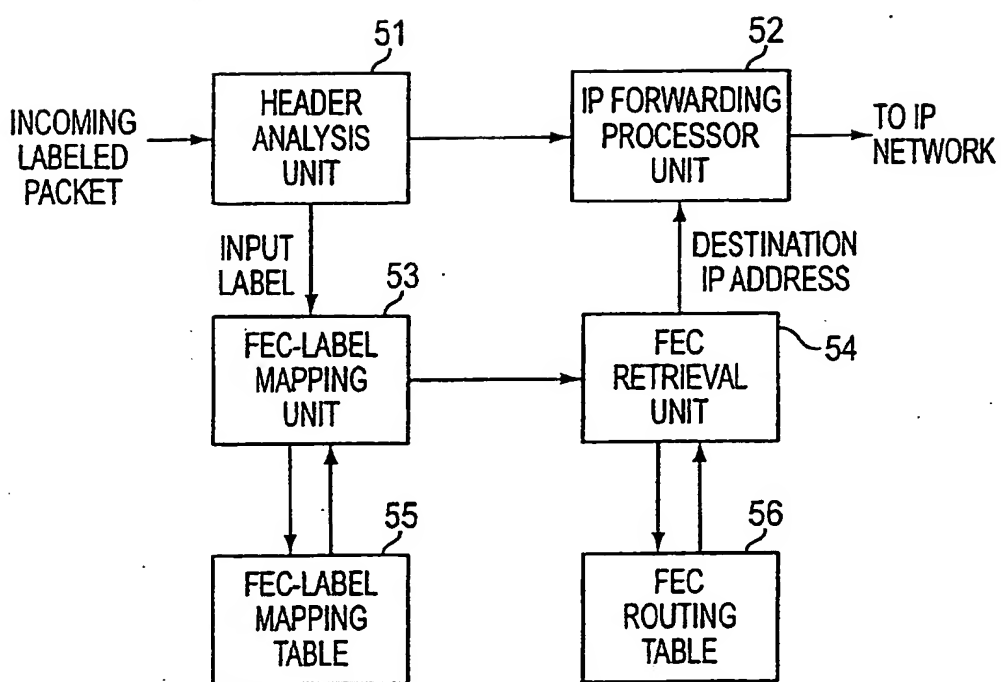 51
52
INCOMING
LABELED
PACKET
HEADER
ANALYSIS
UNIT
IP FORWARDING
PROCESSOR
UNIT
TO IP
NETWORK
INPUT
LABEL
DESTINATION
IP ADDRESS
53
54
FEC-LABEL
MAPPING
UNIT
FEC
RETRIEVAL
UNIT
55
56
FEC-LABEL
MAPPING
TABLE
FEC
ROUTING
TABLE